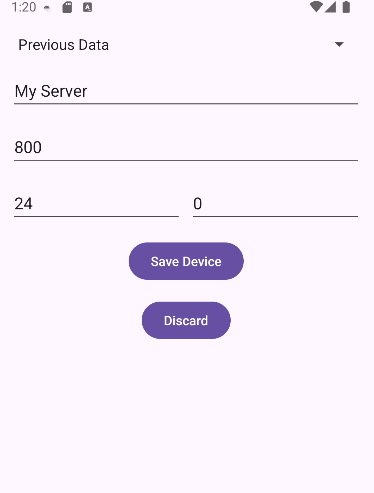 1:20
Previous Data
My Server
800
24 0
Save Device
Discard